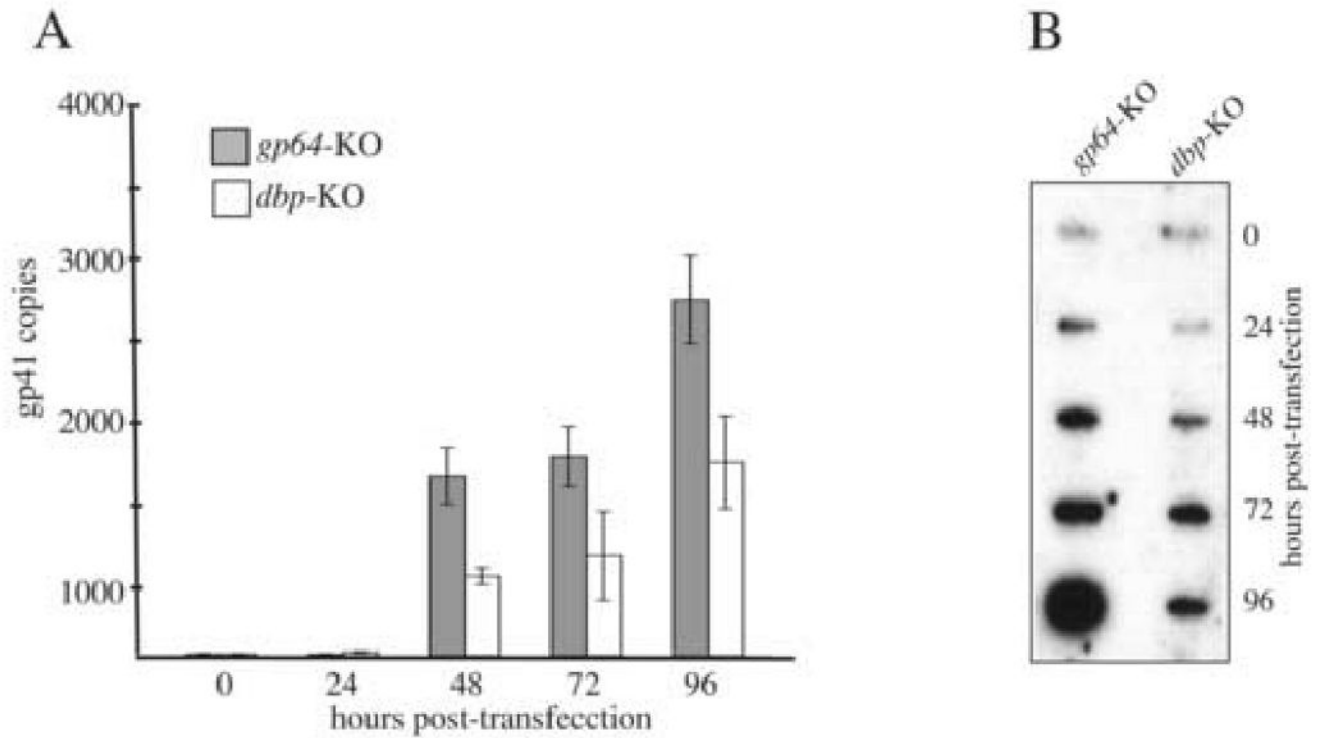 A
4000
3000
2000
1000
gp41 copies
gp64-KO
dbp-KO
0 24 48 72 96
hours post-transfecction
B
gp64-KO dbp-KO
0
24
48
72
96
hours post-transfection